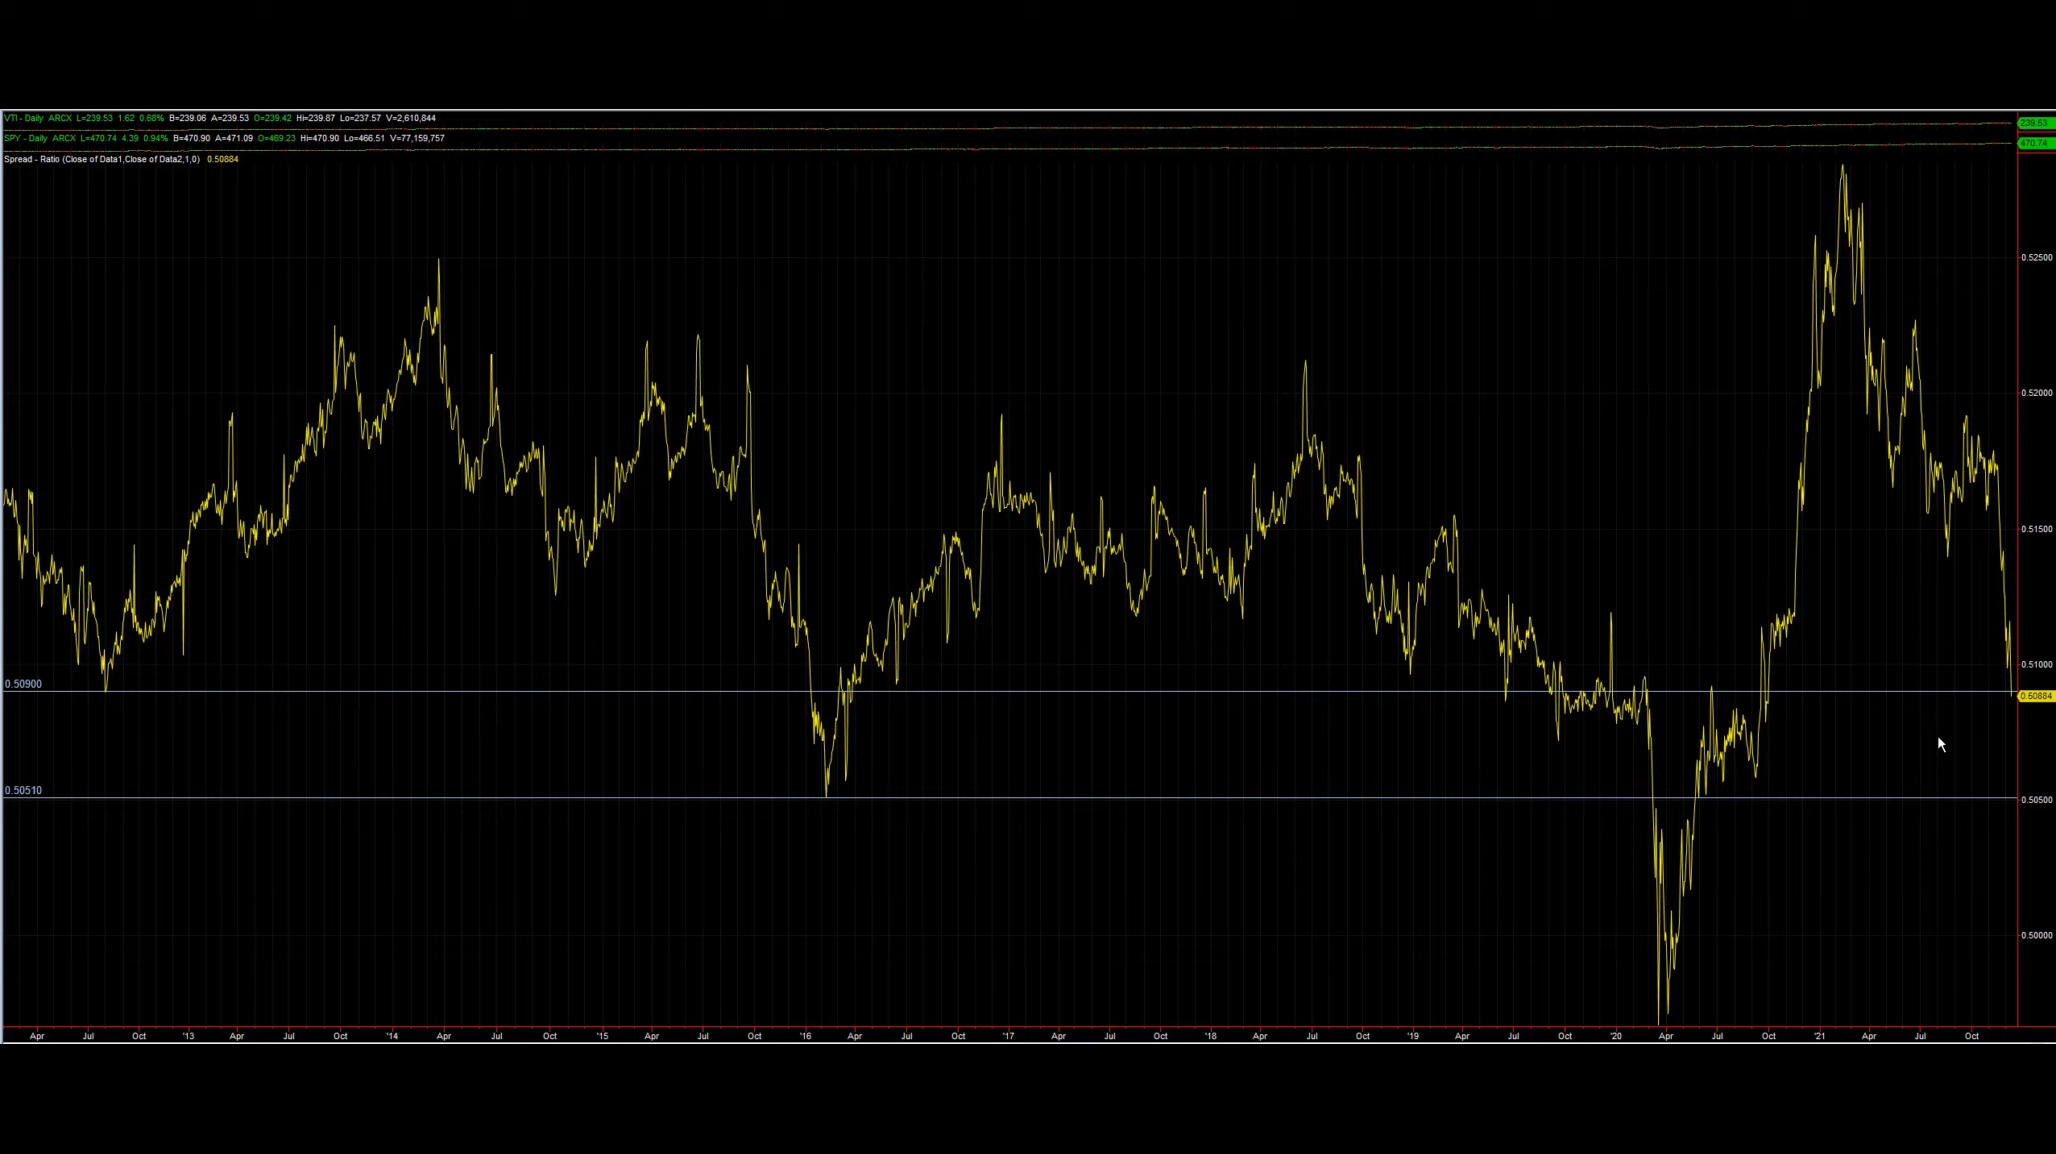 VTI - Daily ARCX L=239.53 1.62 0.68% B=239.06 A=239.53 O=239.42 Hi=239.87 Lo=237.57 V=2,610,844
239.53
SPY - Daily ARCX L=470.74 4.39 0.94% B=470.90 A=471.09 O=469.23 Hi=470.90 Lo=466.51 V=77,159,757
470.74
Spread - Ratio (Close of Data1,Close of Data2,1,0) 0.50884
0.52500
0.52000
0.51500
0.51000
0.50900
0.50884
0.50510
0.50500
0.50000
Apr Jul Oct '13 Apr Jul Oct '14 Apr Jul Oct '15 Apr Jul Oct '16 Apr Jul Oct '17 Apr Jul Oct '18 Apr Jul Oct '19 Apr Jul Oct '20 Apr Jul Oct '21 Apr Jul Oct